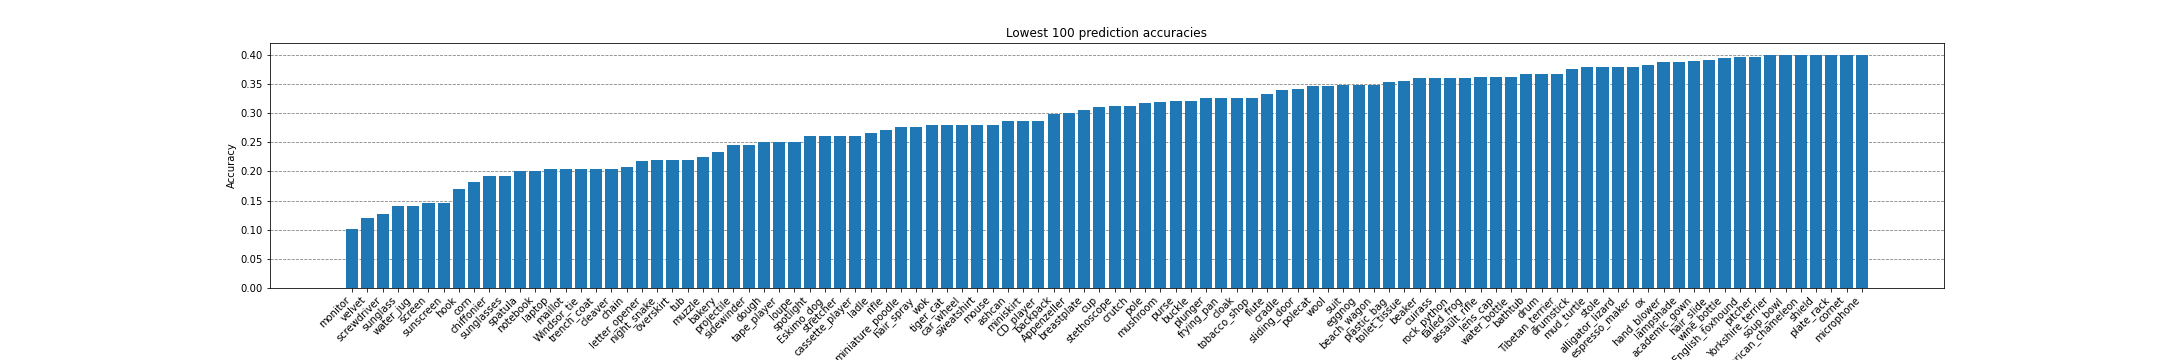 Lowest 100 prediction accuracies
Accuracy
0.40
0.35
0.30
0.25
0.20
0.15
0.10
0.05
0.00
monitor
velvet
screwdriver
sunglass
water_jug
screen
sunscreen
hook
corn
chiffonier
sunglasses
spatula
notebook
laptop
maillot
Windsor_tie
trench_coat
cleaver
chain
letter_opener
night_snake
overskirt
tub
muzzle
bakery
projectile
sidewinder
dough
tape_player
loupe
spotlight
Eskimo_dog
stretcher
cassette_player
ladle
rifle
miniature_poodle
hair_spray
wok
tiger_cat
car_wheel
sweatshirt
mouse
ashcan
miniskirt
CD_player
backpack
Appenzeller
breastplate
cup
stethoscope
crutch
pole
mushroom
purse
buckle
plunger
frying_pan
cloak
tobacco_shop
flute
cradle
sliding_door
polecat
wool
suit
eggnog
beach_wagon
plastic_bag
toilet_tissue
beaker
cuirass
rock_python
tailed_frog
assault_rifle
lens_cap
water_bottle
bathtub
drum
Tibetan_terrier
drumstick
mud_turtle
stole
alligator_lizard
espresso_maker
ox
hand_blower
lampshade
academic_gown
hair_slide
wine_bottle
English_foxhound
pitcher
Yorkshire_terrier
soup_bowl
rican_chameleon
shield
plate_rack
cornet
microphone